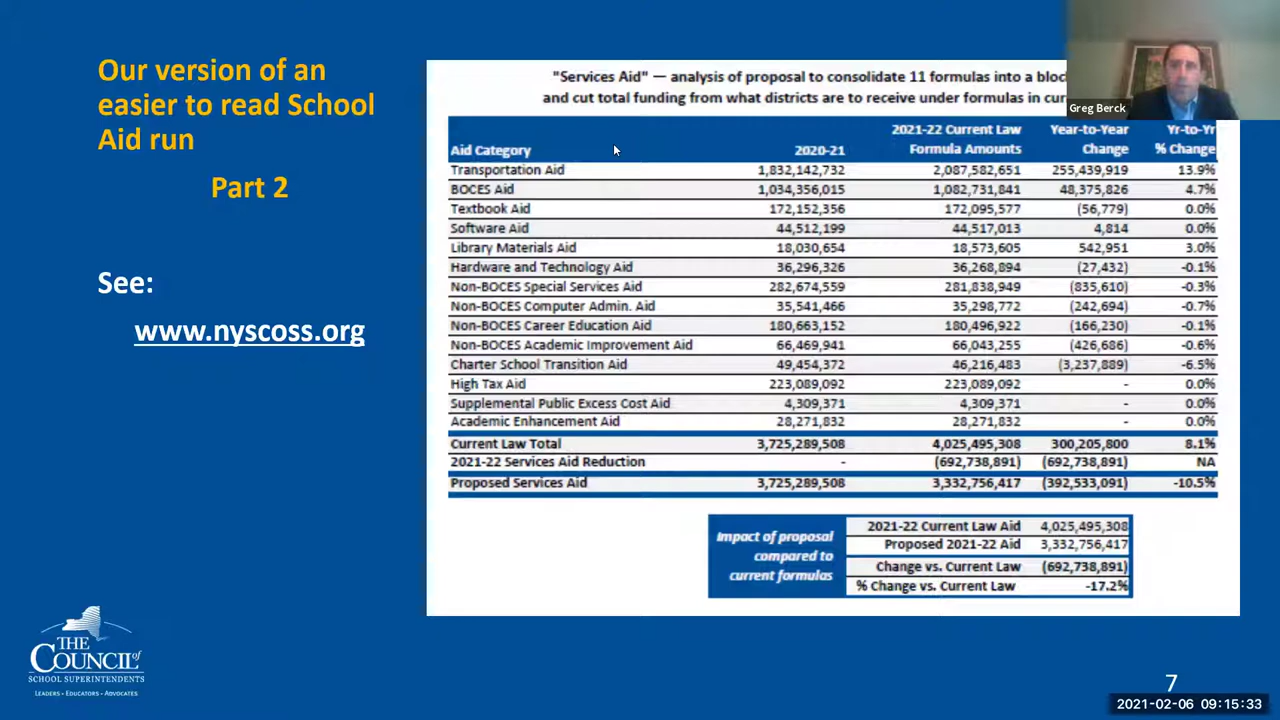 Our version of an
easier to read School
Aid run
Part 2
See:
www.nyscoss.org
"Services Aid" — analysis of proposal to consolidate 11 formulas into a
and cut total funding from what districts are to receive under formulas in
Greg Berck
Aid Category 2020-21 2021-22 Current Law Formula Amounts Year-to-Year Change Yr-to-Yr % Change
Transportation Aid 1,832,142,732 2,087,582,651 255,439,919 13.9%
BOCES Aid 1,034,356,015 1,082,731,841 48,375,826 4.7%
Textbook Aid 172,152,356 172,095,577 (56,779) 0.0%
Software Aid 44,512,199 44,517,013 4,814 0.0%
Library Materials Aid 18,030,654 18,573,605 542,951 3.0%
Hardware and Technology Aid 36,296,326 36,268,894 (27,432) -0.1%
Non-BOCES Special Services Aid 282,674,559 281,838,949 (835,610) -0.3%
Non-BOCES Computer Admin. Aid 35,541,466 35,298,772 (242,694) -0.7%
Non-BOCES Career Education Aid 180,663,152 180,496,922 (166,230) -0.1%
Non-BOCES Academic Improvement Aid 66,469,941 66,043,255 (426,686) -0.6%
Charter School Transition Aid 49,454,372 46,216,483 (3,237,889) -6.5%
High Tax Aid 223,089,092 223,089,092 - 0.0%
Supplemental Public Excess Cost Aid 4,309,371 4,309,371 - 0.0%
Academic Enhancement Aid 28,271,832 28,271,832 - 0.0%
Current Law Total 3,725,289,508 4,025,495,308 300,205,800 8.1%
2021-22 Services Aid Reduction - (692,738,891) (692,738,891) NA
Proposed Services Aid 3,725,289,508 3,332,756,417 (392,533,091) -10.5%
Impact of proposal
compared to
current formulas
2021-22 Current Law Aid 4,025,495,308
Proposed 2021-22 Aid 3,332,756,417
Change vs. Current Law (692,738,891)
% Change vs. Current Law -17.2%
THE
COUNCIL of
SCHOOL SUPERINTENDENTS
LEADERS • EDUCATORS • ADVOCATES
7
2021-02-06 09:15:33